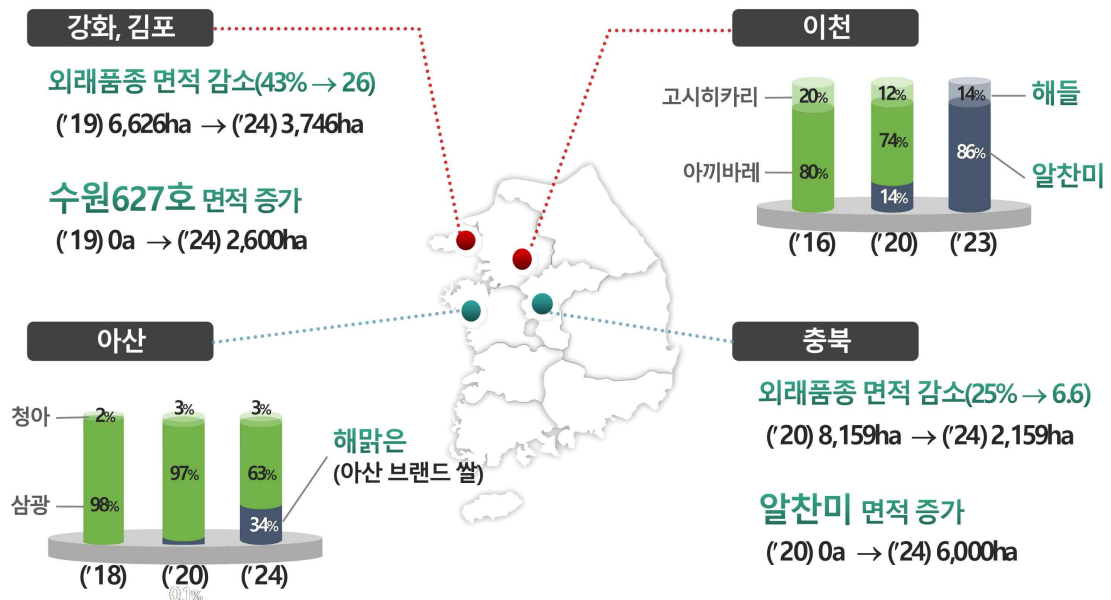 강화, 김포
외래품종 면적 감소(43% → 26)
('19) 6,626ha → ('24) 3,746ha
수원627호 면적 증가
('19) 0a → ('24) 2,600ha
이천
고시히카리
20%
12%
14%
해들
아끼바레
80%
74%
14%
86%
알찬미
('16)
('20)
('23)
아산
청아
2%
3%
3%
삼광
98%
97%
63%
34%
해맑은
(아산 브랜드 쌀)
('18)
('20)
('24)
0.1%
충북
외래품종 면적 감소(25% → 6.6)
('20) 8,159ha → ('24) 2,159ha
알찬미 면적 증가
('20) 0a → ('24) 6,000ha